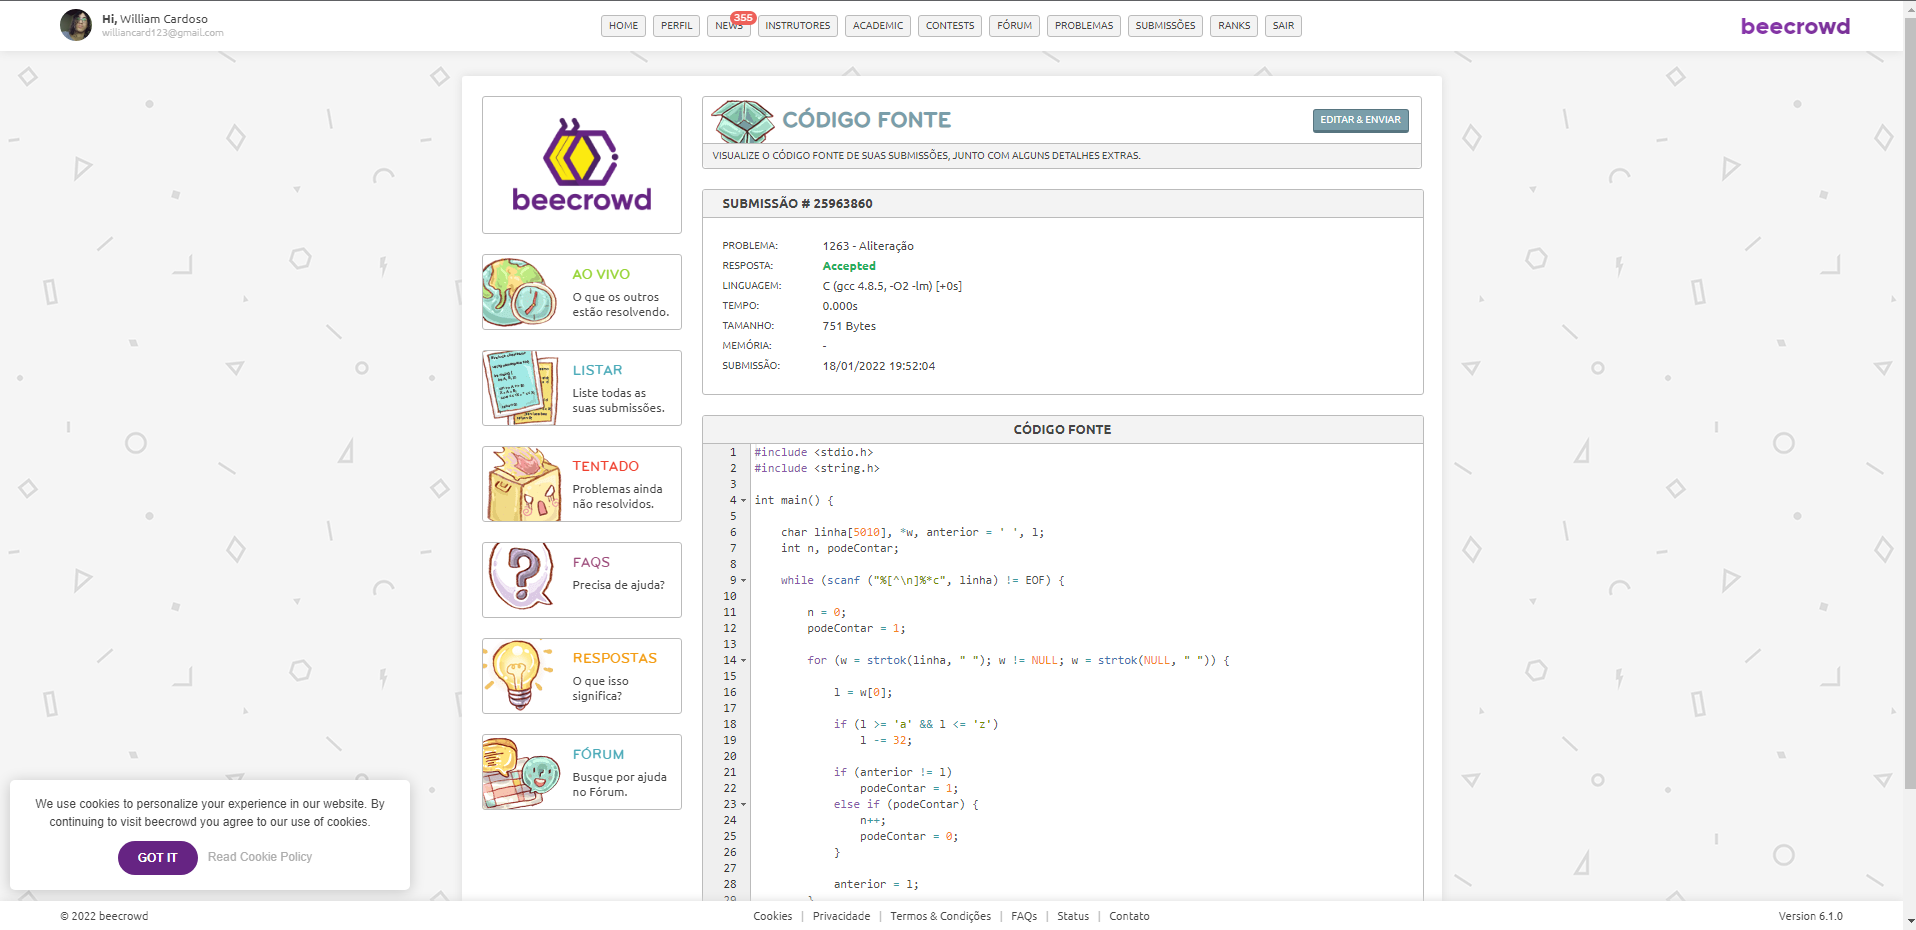 Hi, William Cardoso
williancard123@gmail.com
HOME PERFIL NEWS 355 INSTRUTORES ACADEMIC CONTESTS FÓRUM PROBLEMAS SUBMISSÕES RANKS SAIR
beecrowd
beecrowd
AO VIVO
O que os outros
estão resolvendo.
LISTAR
Liste todas as
suas submissões.
TENTADO
Problemas ainda
não resolvidos.
FAQS
Precisa de ajuda?
RESPOSTAS
O que isso
significa?
FÓRUM
Busque por ajuda
no Fórum.
CÓDIGO FONTE
EDITAR & ENVIAR
VISUALIZE O CÓDIGO FONTE DE SUAS SUBMISSÕES, JUNTO COM ALGUNS DETALHES EXTRAS.
SUBMISSÃO # 25963860
PROBLEMA: 1263 - Aliteração
RESPOSTA: Accepted
LINGUAGEM: C (gcc 4.8.5, -O2 -lm) [+0s]
TEMPO: 0.000s
TAMANHO: 751 Bytes
MEMÓRIA: -
SUBMISSÃO: 18/01/2022 19:52:04
CÓDIGO FONTE
1 #include <stdio.h>
2 #include <string.h>
3
4 int main() {
5
6 char linha[5010], *w, anterior = ' ', l;
7 int n, podeContar;
8
9 while (scanf ("%[^\n]%*c", linha) != EOF) {
10
11 n = 0;
12 podeContar = 1;
13
14 for (w = strtok(linha, " "); w != NULL; w = strtok(NULL, " ")) {
15
16 l = w[0];
17
18 if (l >= 'a' && l <= 'z')
19 l -= 32;
20
21 if (anterior != l)
22 podeContar = 1;
23 else if (podeContar) {
24 n++;
25 podeContar = 0;
26 }
27
28 anterior = l;
29 }
We use cookies to personalize your experience in our website. By
continuing to visit beecrowd you agree to our use of cookies.
GOT IT Read Cookie Policy
© 2022 beecrowd
Cookies | Privacidade | Termos & Condições | FAQs | Status | Contato
Version 6.1.0